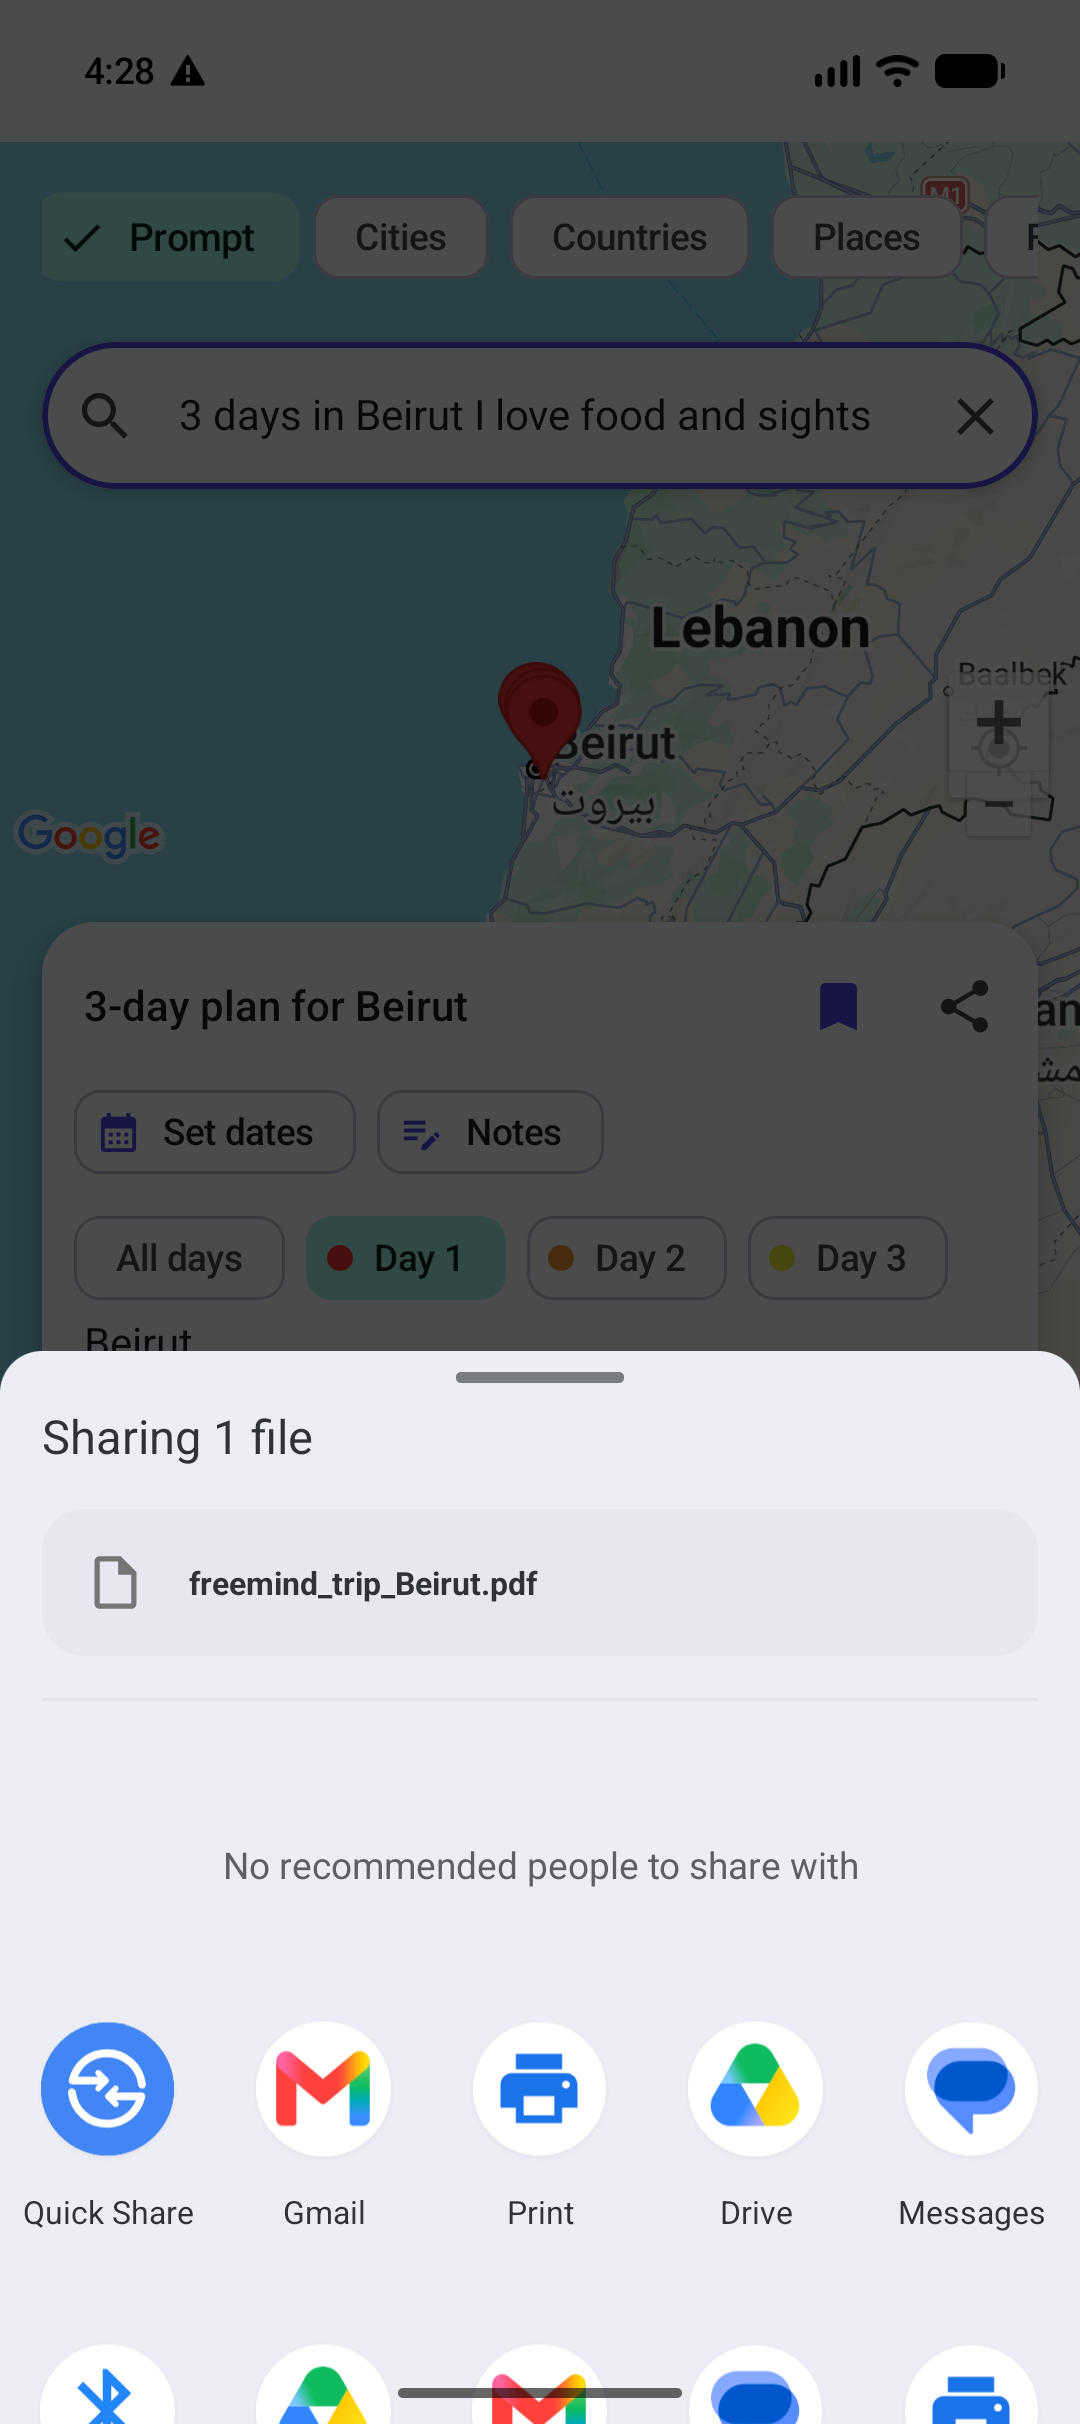 4:28
Prompt
Cities
Countries
Places
M1
3 days in Beirut I love food and sights
Lebanon
Baalbek
Beirut
بيروت
Google
3-day plan for Beirut
Set dates
Notes
All days
Day 1
Day 2
Day 3
Beirut
Sharing 1 file
freemind_trip_Beirut.pdf
No recommended people to share with
Quick Share
Gmail
Print
Drive
Messages